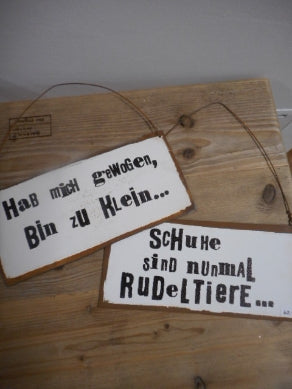 Hab mich gewogen,
Bin zu klein...
Schuhe
sind nunmal
Rudeltiere...